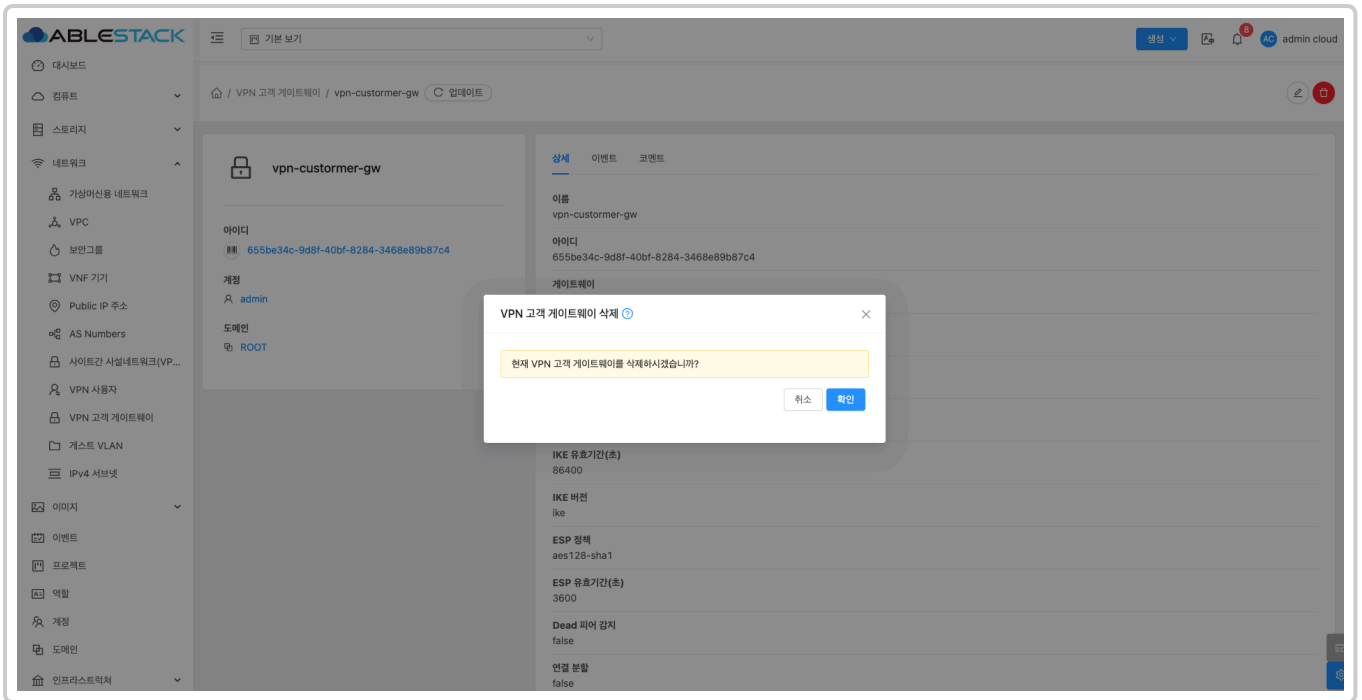 ABLESTACK
기본 보기
생성
8
AC
admin cloud
대시보드
컴퓨트
스토리지
네트워크
가상머신용 네트워크
VPC
보안그룹
VNF 기기
Public IP 주소
AS Numbers
사이트간 사설네트워크(VP...
VPN 사용자
VPN 고객 게이트웨이
게스트 VLAN
IPv4 서브넷
이미지
이벤트
프로젝트
역할
계정
도메인
인프라스트럭쳐
/ VPN 고객 게이트웨이 / vpn-custormer-gw
업데이트
vpn-custormer-gw
아이디
655be34c-9d8f-40bf-8284-3468e89b87c4
계정
admin
도메인
ROOT
상세 이벤트 코멘트
이름
vpn-custormer-gw
아이디
655be34c-9d8f-40bf-8284-3468e89b87c4
게이트웨이
VPN 고객 게이트웨이 삭제
현재 VPN 고객 게이트웨이를 삭제하시겠습니까?
취소
확인
IKE 유효기간(초)
86400
IKE 버전
ike
ESP 정책
aes128-sha1
ESP 유효기간(초)
3600
Dead 피어 감지
false
연결 분할
false